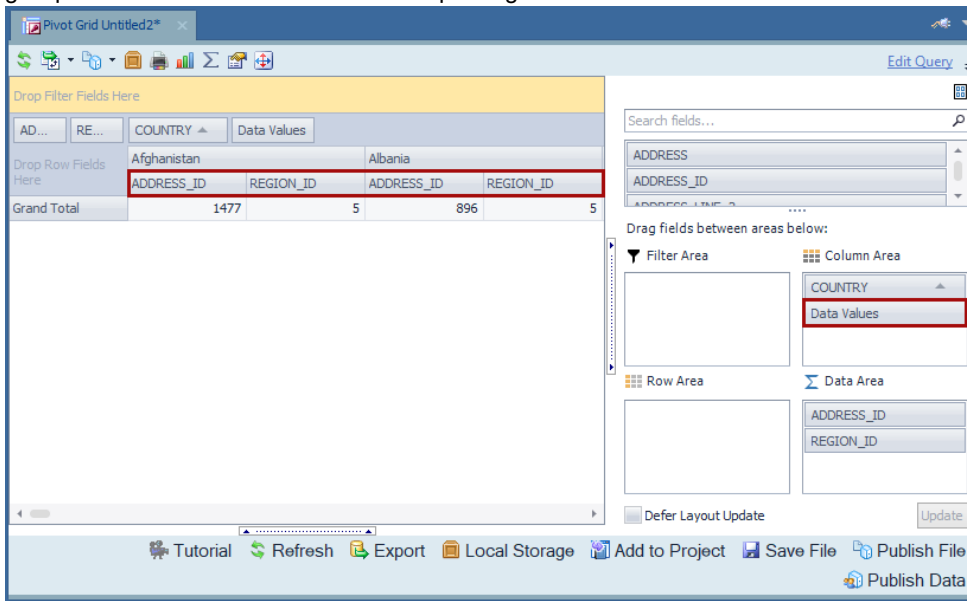 Pivot Grid Untitled2*
Edit Query
Drop Filter Fields Here
AD... RE... COUNTRY Data Values
Drop Row Fields Here
Afghanistan Albania
ADDRESS_ID REGION_ID ADDRESS_ID REGION_ID
Grand Total 1477 5 896 5
Search fields...
ADDRESS
ADDRESS_ID
ADDRESS_LINE_2
Drag fields between areas below:
Filter Area Column Area
COUNTRY
Data Values
Row Area Data Area
ADDRESS_ID
REGION_ID
Defer Layout Update Update
Tutorial Refresh Export Local Storage Add to Project Save File Publish File
Publish Data